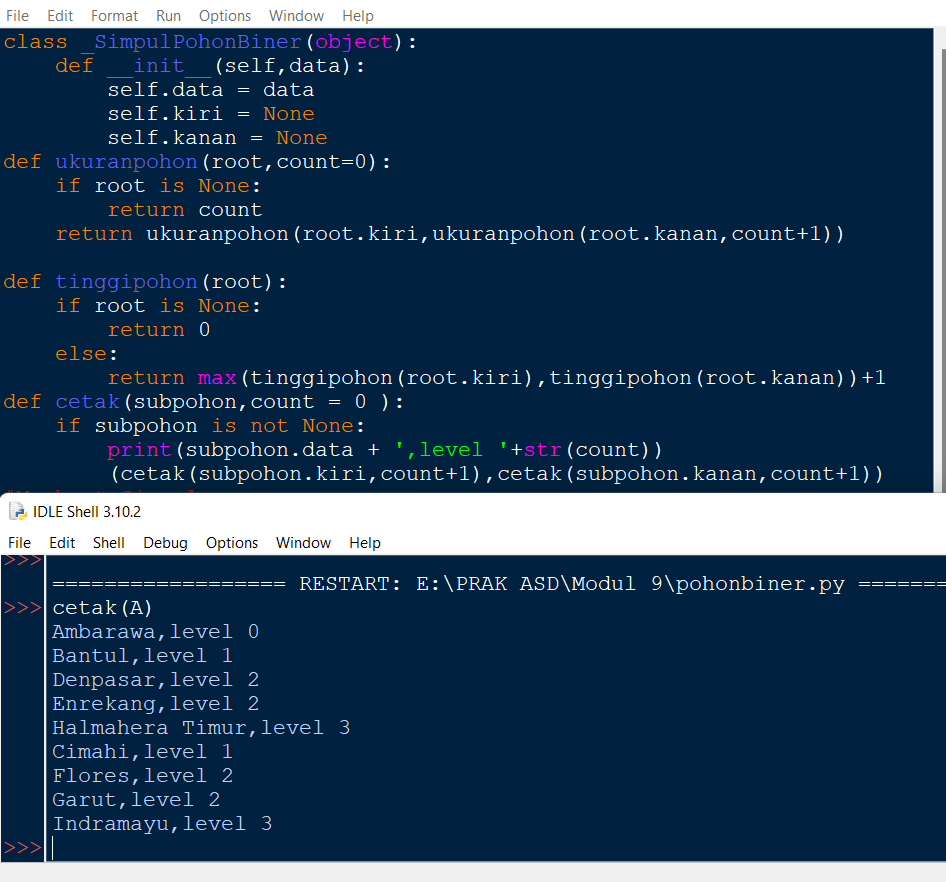 File Edit Format Run Options Window Help
class _SimpulPohonBiner(object):
    def __init__(self,data):
        self.data = data
        self.kiri = None
        self.kanan = None
def ukuranpohon(root,count=0):
    if root is None:
        return count
    return ukuranpohon(root.kiri,ukuranpohon(root.kanan,count+1))
def tinggipohon(root):
    if root is None:
        return 0
    else:
        return max(tinggipohon(root.kiri),tinggipohon(root.kanan))+1
def cetak(subpohon,count = 0 ):
    if subpohon is not None:
        print(subpohon.data + ',level '+str(count))
        (cetak(subpohon.kiri,count+1),cetak(subpohon.kanan,count+1))
IDLE Shell 3.10.2
File Edit Shell Debug Options Window Help
>>>
================== RESTART: E:\PRAK ASD\Modul 9\pohonbiner.py =======
>>> cetak(A)
Ambarawa,level 0
Bantul,level 1
Denpasar,level 2
Enrekang,level 2
Halmahera Timur,level 3
Cimahi,level 1
Flores,level 2
Garut,level 2
Indramayu,level 3
>>>